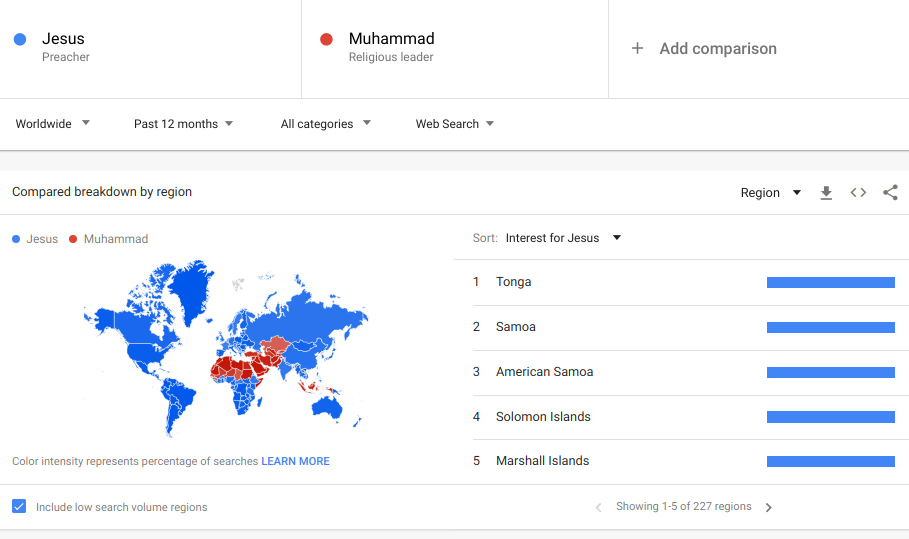 Jesus
Preacher
Muhammad
Religious leader
+ Add comparison
Worldwide
Past 12 months
All categories
Web Search
Compared breakdown by region
Region
Jesus
Muhammad
Sort: Interest for Jesus
1 Tonga
2 Samoa
3 American Samoa
4 Solomon Islands
5 Marshall Islands
Color intensity represents percentage of searches LEARN MORE
Include low search volume regions
Showing 1-5 of 227 regions